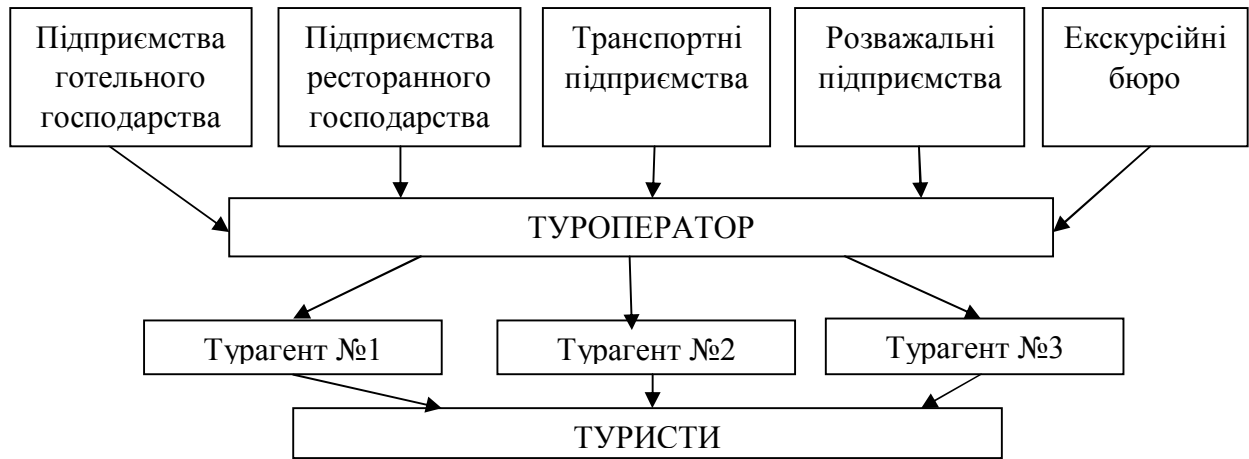 Підприємства
готельного
господарства
Підприємства
ресторанного
господарства
Транспортні
підприємства
Розважальні
підприємства
Екскурсійні
бюро
ТУРОПЕРАТОР
Турагент №1
Турагент №2
Турагент №3
ТУРИСТИ